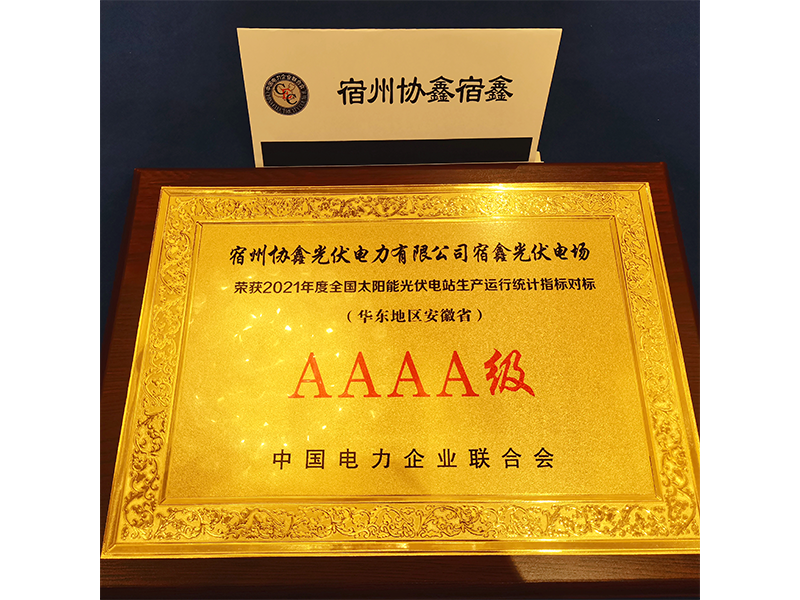 宿州协鑫宿鑫
宿州协鑫光伏电力有限公司宿鑫光伏电场
荣获2021年度全国太阳能光伏电站生产运行统计指标对标
（华东地区安徽省）
AAAA级
中国电力企业联合会